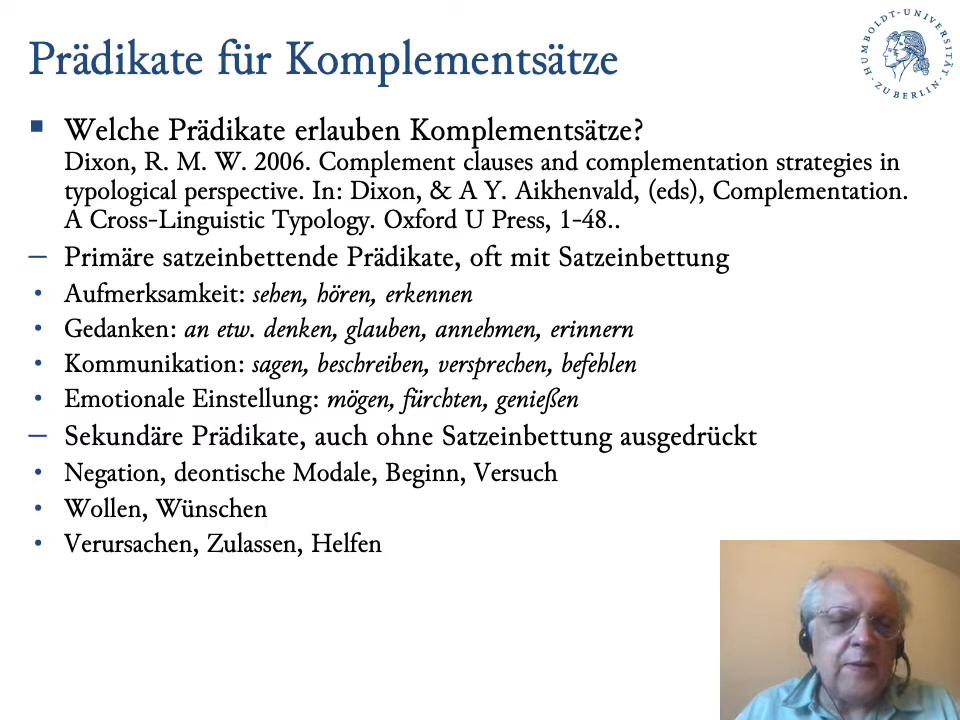 Prädikate für Komplementsätze
HUMBOLDT-UNIVERSITÄT
ZU BERLIN
Welche Prädikate erlauben Komplementsätze?
Dixon, R. M. W. 2006. Complement clauses and complementation strategies in
typological perspective. In: Dixon, & A Y. Aikhenvald, (eds), Complementation.
A Cross-Linguistic Typology. Oxford U Press, 1-48..
– Primäre satzeinbettende Prädikate, oft mit Satzeinbettung
• Aufmerksamkeit: sehen, hören, erkennen
• Gedanken: an etw. denken, glauben, annehmen, erinnern
• Kommunikation: sagen, beschreiben, versprechen, befehlen
• Emotionale Einstellung: mögen, fürchten, genießen
– Sekundäre Prädikate, auch ohne Satzeinbettung ausgedrückt
• Negation, deontische Modale, Beginn, Versuch
• Wollen, Wünschen
• Verursachen, Zulassen, Helfen